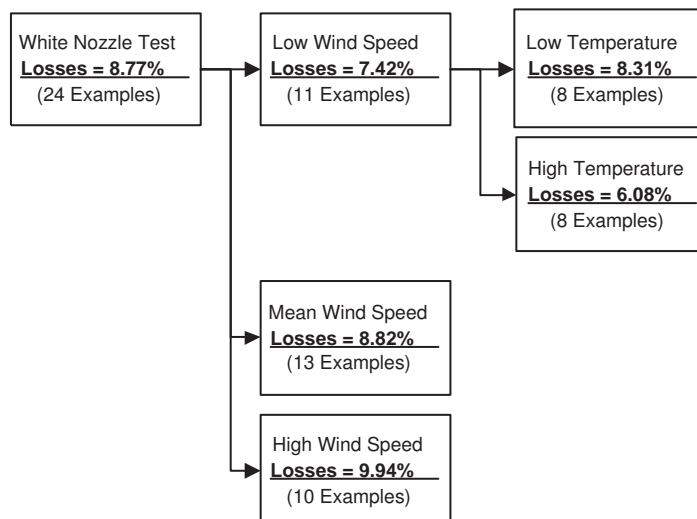 White Nozzle Test
Losses = 8.77%
(24 Examples)
Low Wind Speed
Losses = 7.42%
(11 Examples)
Low Temperature
Losses = 8.31%
(8 Examples)
High Temperature
Losses = 6.08%
(8 Examples)
Mean Wind Speed
Losses = 8.82%
(13 Examples)
High Wind Speed
Losses = 9.94%
(10 Examples)